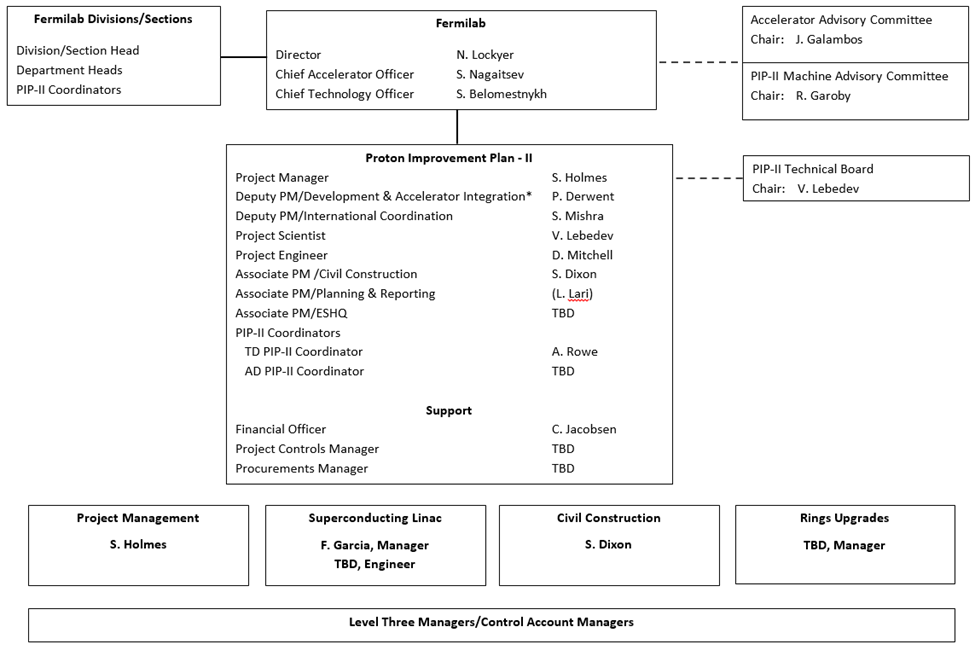 Fermilab Divisions/Sections
Division/Section Head
Department Heads
PIP-II Coordinators
Fermilab
Director N. Lockyer
Chief Accelerator Officer S. Nagaitsev
Chief Technology Officer S. Belomestnykh
Accelerator Advisory Committee
Chair: J. Galambos
PIP-II Machine Advisory Committee
Chair: R. Garoby
Proton Improvement Plan - II
Project Manager S. Holmes
Deputy PM/Development & Accelerator Integration* P. Derwent
Deputy PM/International Coordination S. Mishra
Project Scientist V. Lebedev
Project Engineer D. Mitchell
Associate PM /Civil Construction S. Dixon
Associate PM/Planning & Reporting (L. Lari)
Associate PM/ESHQ TBD
PIP-II Coordinators
TD PIP-II Coordinator A. Rowe
AD PIP-II Coordinator TBD
Support
Financial Officer C. Jacobsen
Project Controls Manager TBD
Procurements Manager TBD
PIP-II Technical Board
Chair: V. Lebedev
Project Management
S. Holmes
Superconducting Linac
F. Garcia, Manager
TBD, Engineer
Civil Construction
S. Dixon
Rings Upgrades
TBD, Manager
Level Three Managers/Control Account Managers